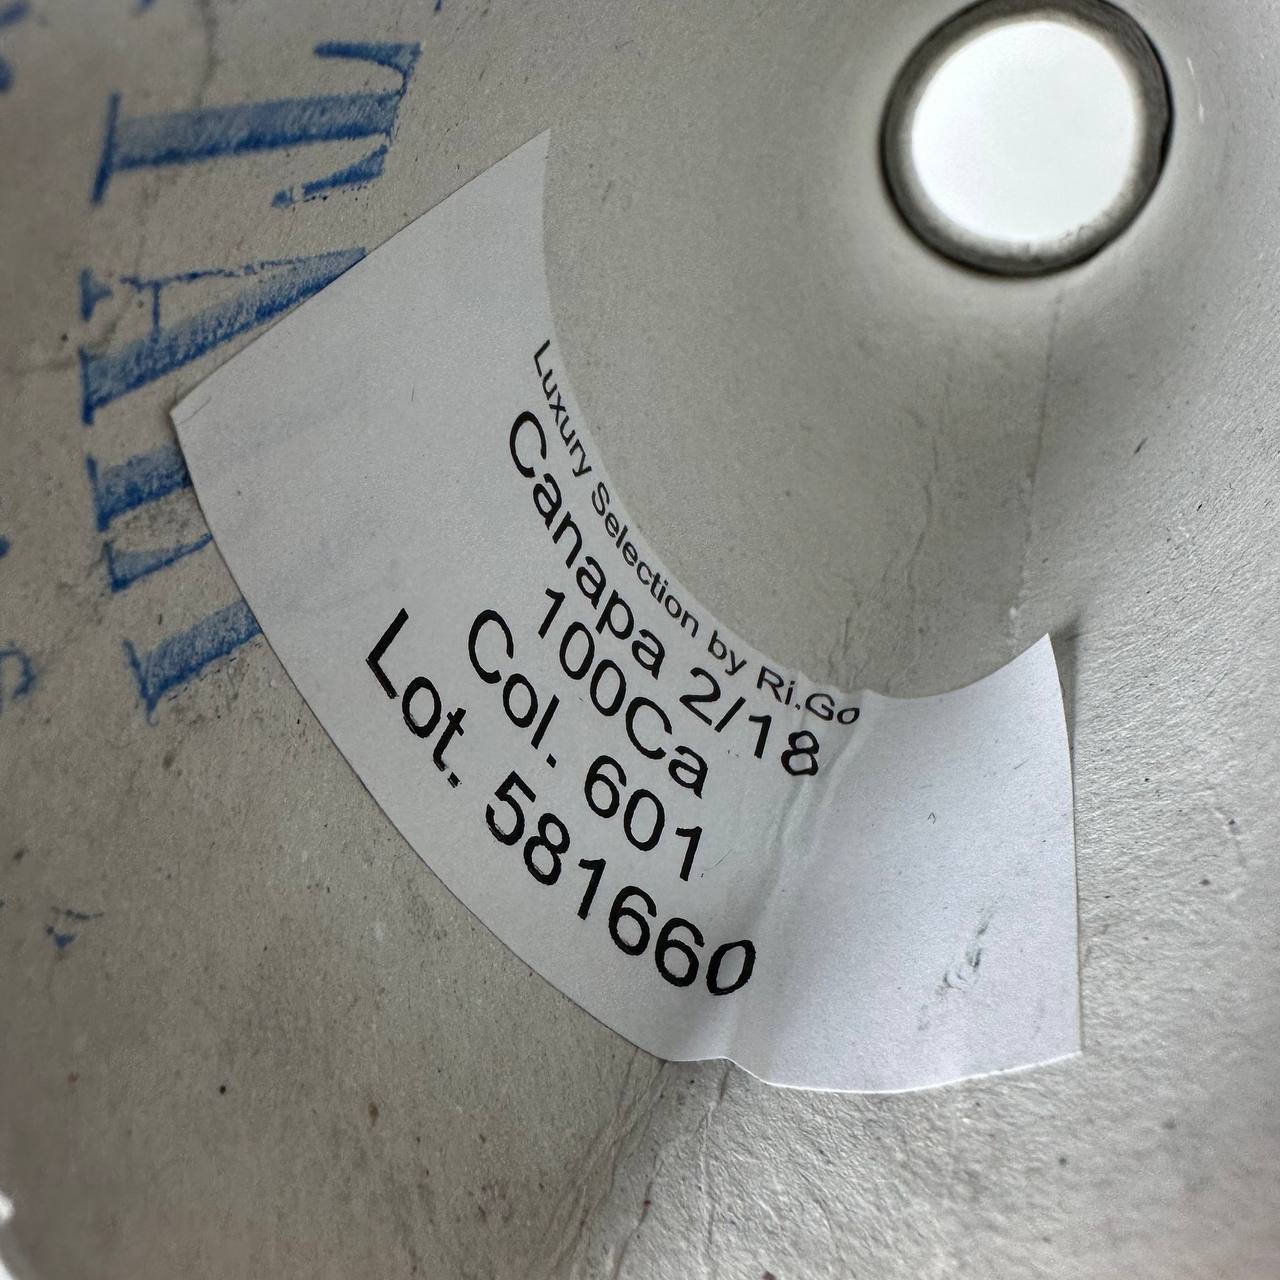 Luxury Selection by Ri.Go
Canapa 2/18
100Ca
Col. 601
Lot. 581660